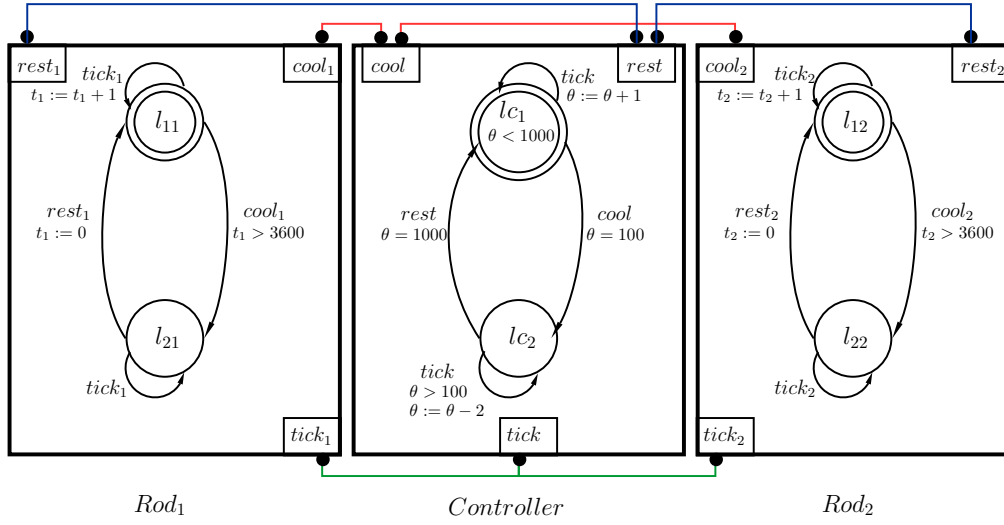 rest₁
cool₁
cool
rest
cool₂
rest₂
tick₁
t₁ := t₁ + 1
l₁₁
rest₁
t₁ := 0
cool₁
t₁ > 3600
l₂₁
tick₁
tick₁
Rod₁
tick
θ := θ + 1
lc₁
θ < 1000
rest
θ = 1000
cool
θ = 100
lc₂
tick
θ > 100
θ := θ − 2
tick
Controller
tick₂
t₂ := t₂ + 1
l₁₂
rest₂
t₂ := 0
cool₂
t₂ > 3600
l₂₂
tick₂
tick₂
Rod₂